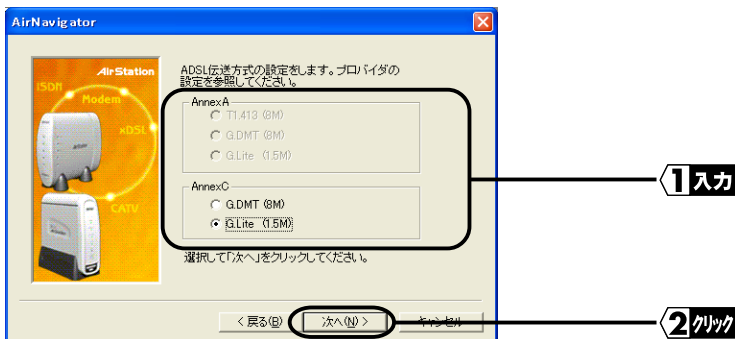 AirNavigator
AirStation
ISDN
Modem
xDSL
CATV
ADSL伝送方式の設定をします。プロバイダの
設定を参照してください。
AnnexA
T1.413 (8M)
G.DMT (8M)
G.Lite (1.5M)
AnnexC
G.DMT (8M)
G.Lite (1.5M)
選択して「次へ」をクリックしてください。
1 入力
< 戻る(B)
次へ(N) >
キャンセル
2 クリック